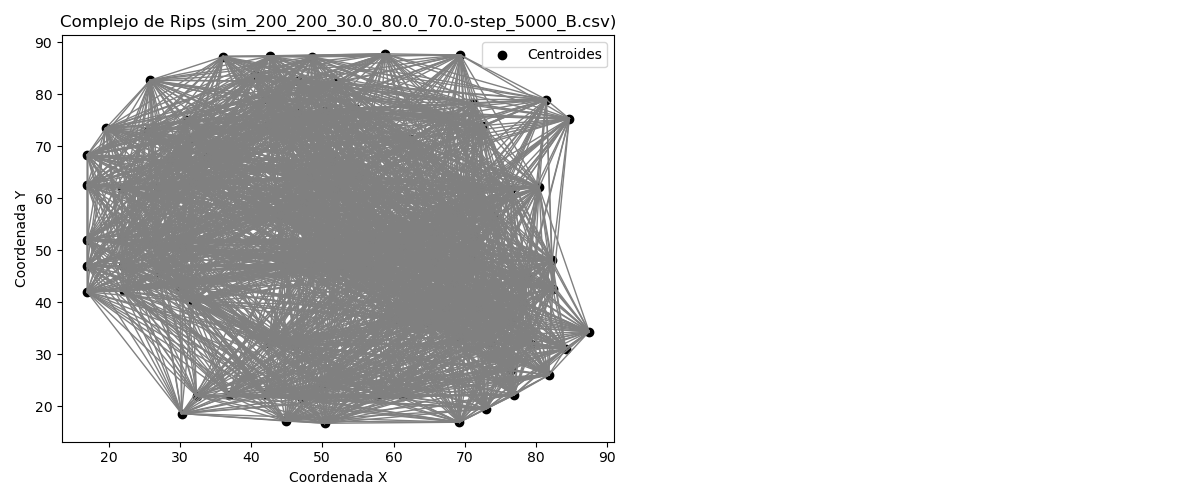 Complejo de Rips (sim_200_200_30.0_80.0_70.0-step_5000_B.csv)
Centroides
90
80
70
60
50
40
30
20
Coordenada Y
20 30 40 50 60 70 80 90
Coordenada X